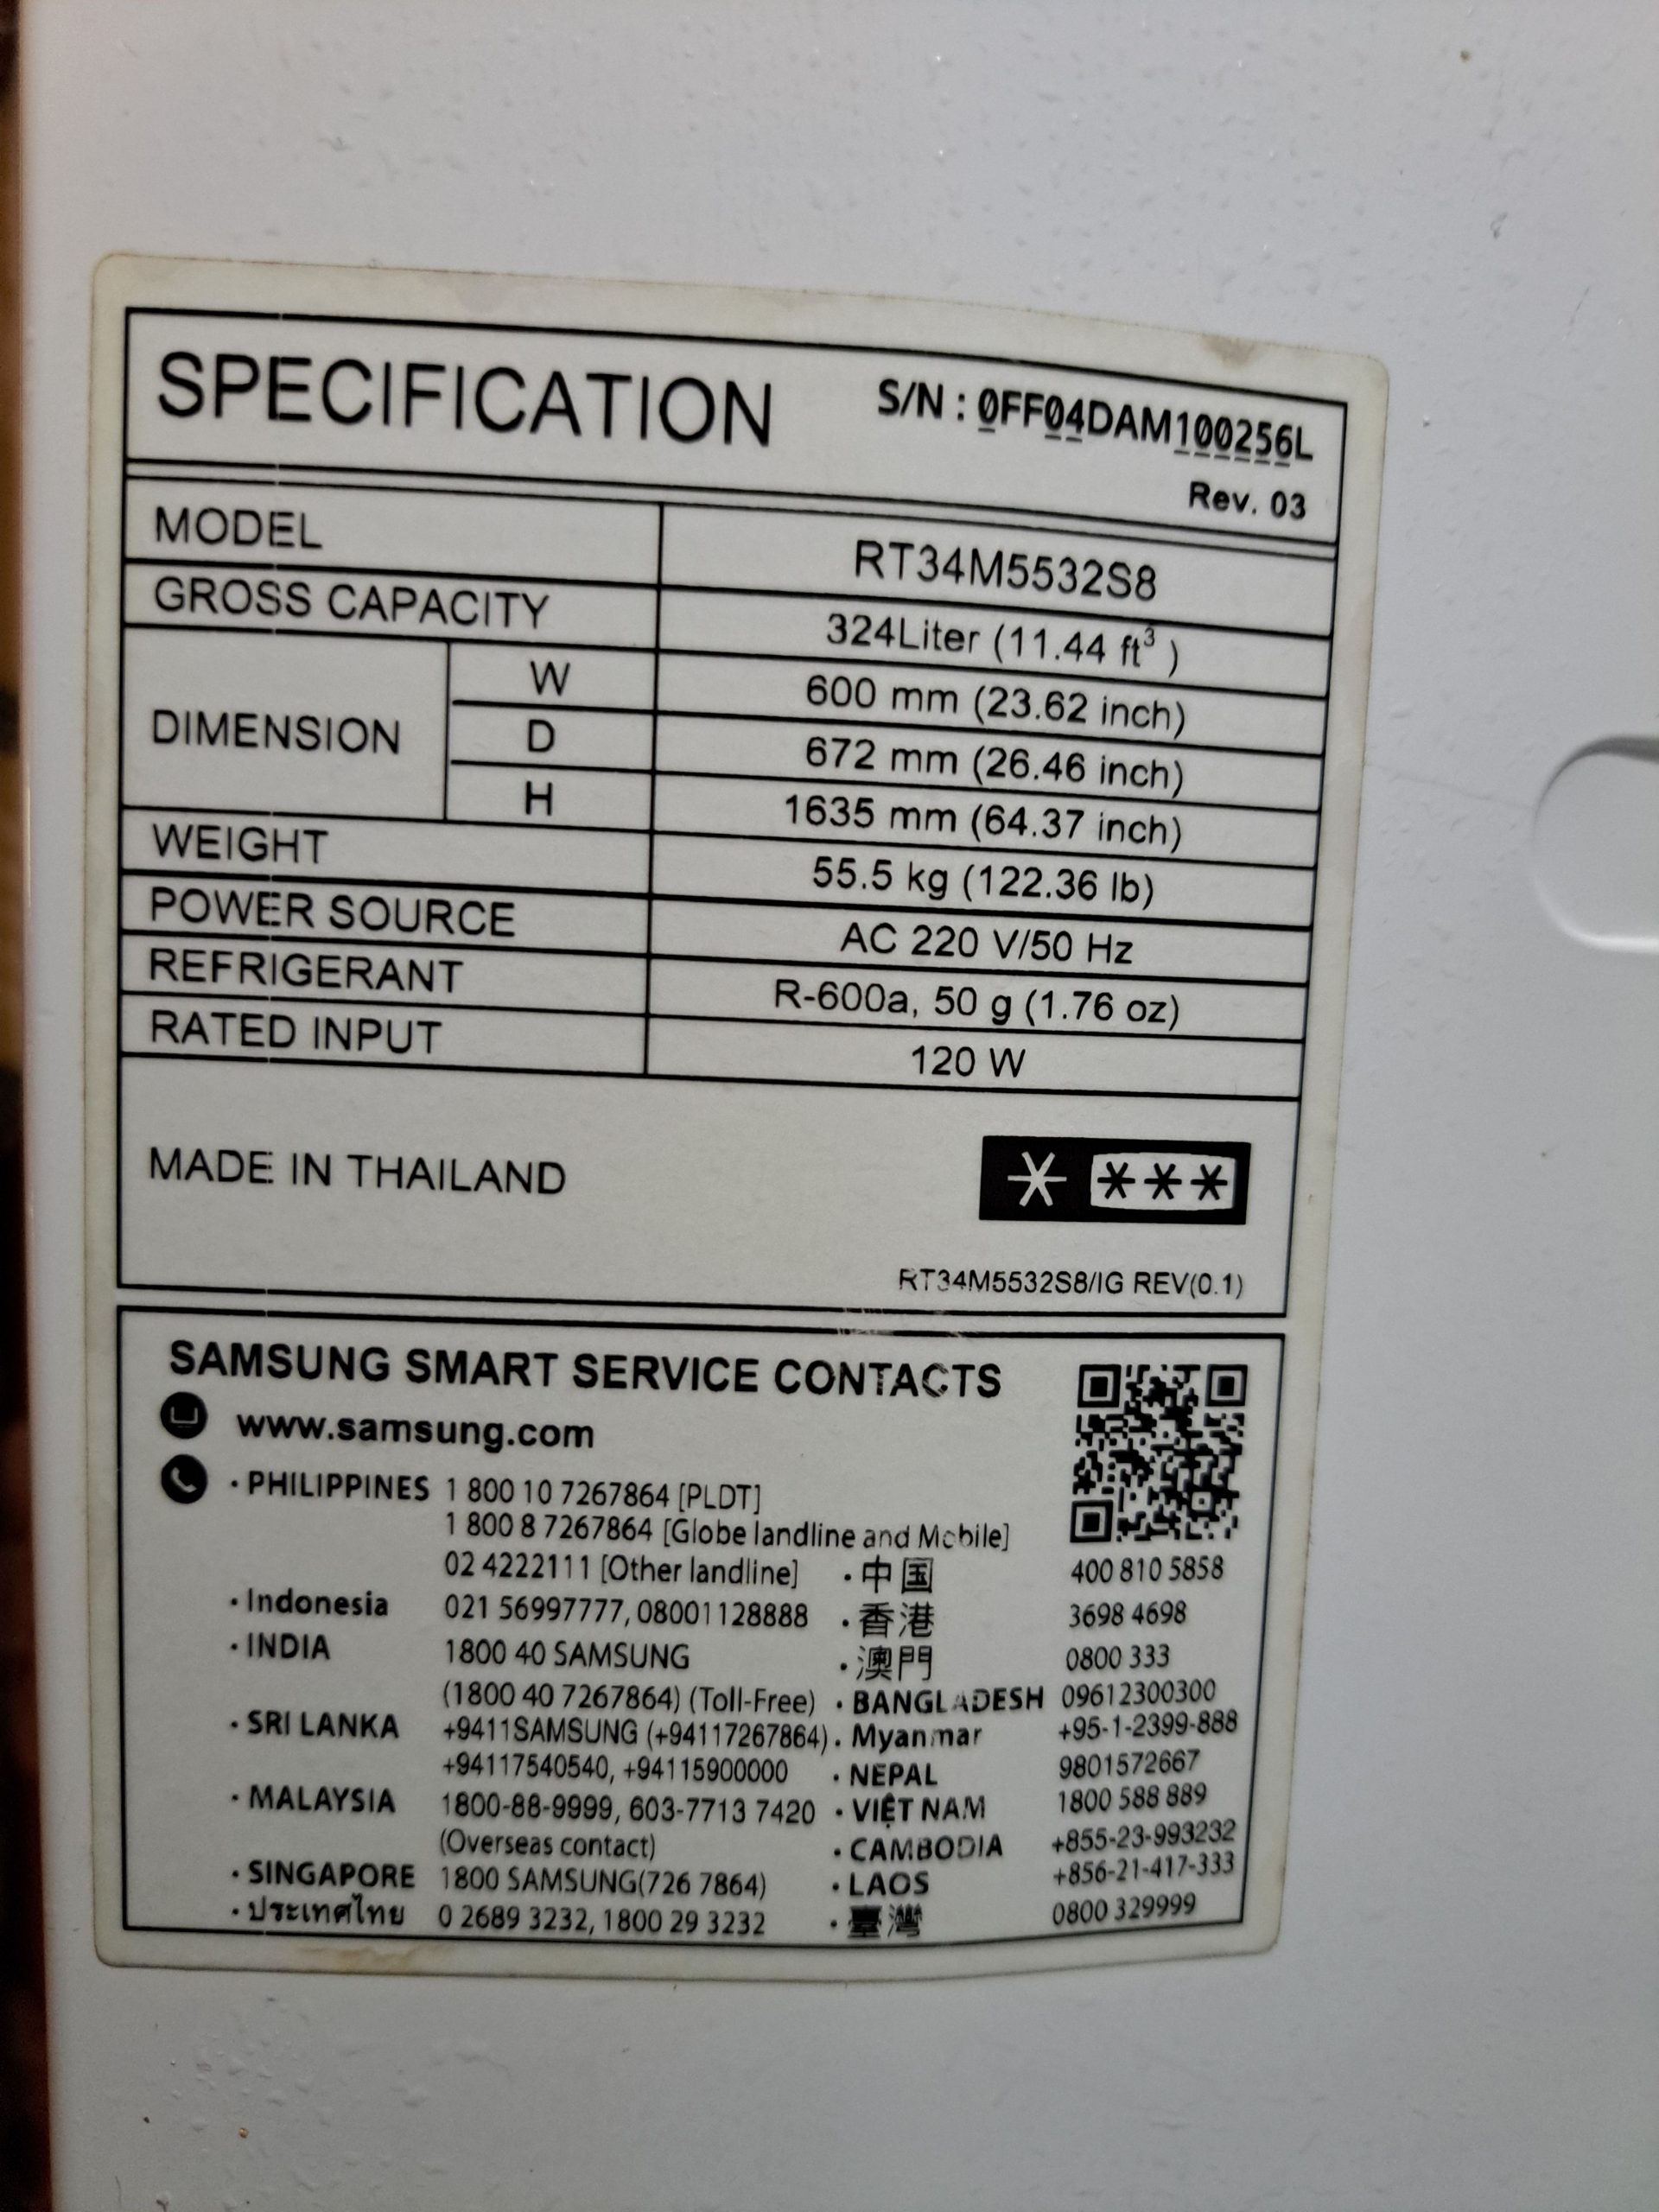 SPECIFICATION
S/N : 0FF04DAM100256L
Rev. 03
MODEL RT34M5532S8
GROSS CAPACITY 324Liter (11.44 ft³ )
DIMENSION W 600 mm (23.62 inch)
D 672 mm (26.46 inch)
H 1635 mm (64.37 inch)
WEIGHT 55.5 kg (122.36 lb)
POWER SOURCE AC 220 V/50 Hz
REFRIGERANT R-600a, 50 g (1.76 oz)
RATED INPUT 120 W
MADE IN THAILAND
RT34M5532S8/IG REV(0.1)
SAMSUNG SMART SERVICE CONTACTS
www.samsung.com
· PHILIPPINES 1 800 10 7267864 [PLDT]
1 800 8 7267864 [Globe landline and Mobile]
02 4222111 [Other landline] · 中国 400 810 5858
· Indonesia 021 56997777, 08001128888 · 香港 3698 4698
· INDIA 1800 40 SAMSUNG · 澳門 0800 333
(1800 40 7267864) (Toll-Free) · BANGLADESH 09612300300
· SRI LANKA +9411SAMSUNG (+94117267864) · Myanmar +95-1-2399-888
+94117540540, +94115900000 · NEPAL 9801572667
· MALAYSIA 1800-88-9999, 603-7713 7420 · VIỆT NAM 1800 588 889
(Overseas contact) · CAMBODIA +855-23-993232
· SINGAPORE 1800 SAMSUNG(726 7864) · LAOS +856-21-417-333
· ประเทศไทย 0 2689 3232, 1800 29 3232 · 臺灣 0800 329999